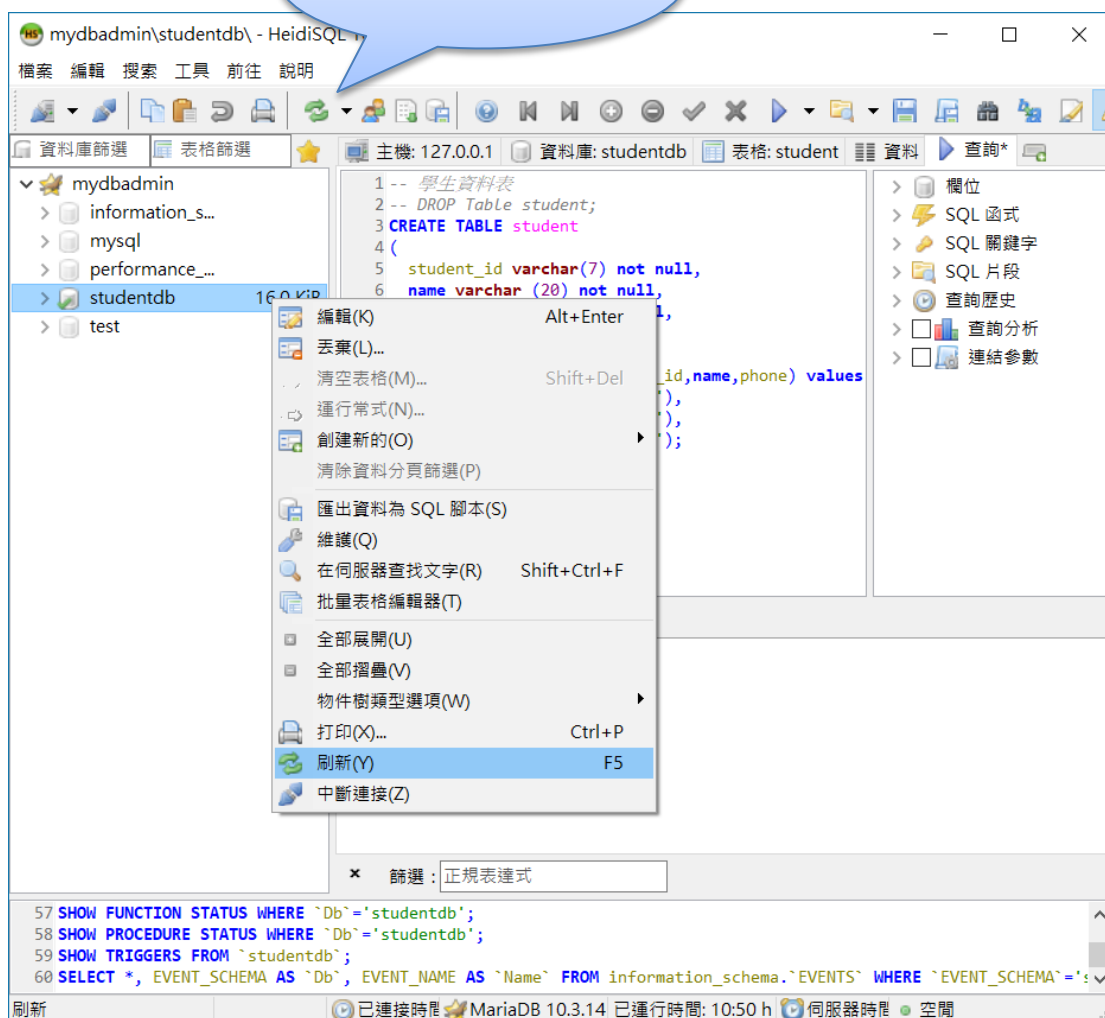 mydbadmin\studentdb\ - HeidiSQL
檔案 編輯 搜索 工具 前往 說明
資料庫篩選 表格篩選
主機: 127.0.0.1 資料庫: studentdb 表格: student 資料 查詢*
mydbadmin
information_s...
mysql
performance_...
studentdb 16.0 KiB
test
1 -- 學生資料表
2 -- DROP Table student;
3 CREATE TABLE student
4 (
5 student_id varchar(7) not null,
6 name varchar (20) not null,
l,
_id,name,phone) values
'),
'),
');
欄位
SQL 函式
SQL 關鍵字
SQL 片段
查詢歷史
查詢分析
連結參數
編輯(K) Alt+Enter
丟棄(L)...
清空表格(M)... Shift+Del
運行常式(N)...
創建新的(O)
清除資料分頁篩選(P)
匯出資料為 SQL 腳本(S)
維護(Q)
在伺服器查找文字(R) Shift+Ctrl+F
批量表格編輯器(T)
全部展開(U)
全部摺疊(V)
物件樹類型選項(W)
打印(X)... Ctrl+P
刷新(Y) F5
中斷連接(Z)
× 篩選 : 正規表達式
57 SHOW FUNCTION STATUS WHERE `Db`='studentdb';
58 SHOW PROCEDURE STATUS WHERE `Db`='studentdb';
59 SHOW TRIGGERS FROM `studentdb`;
60 SELECT *, EVENT_SCHEMA AS `Db`, EVENT_NAME AS `Name` FROM information_schema.`EVENTS` WHERE `EVENT_SCHEMA`='s
刷新 已連接時間 MariaDB 10.3.14 已運行時間: 10:50 h 伺服器時間 空閒